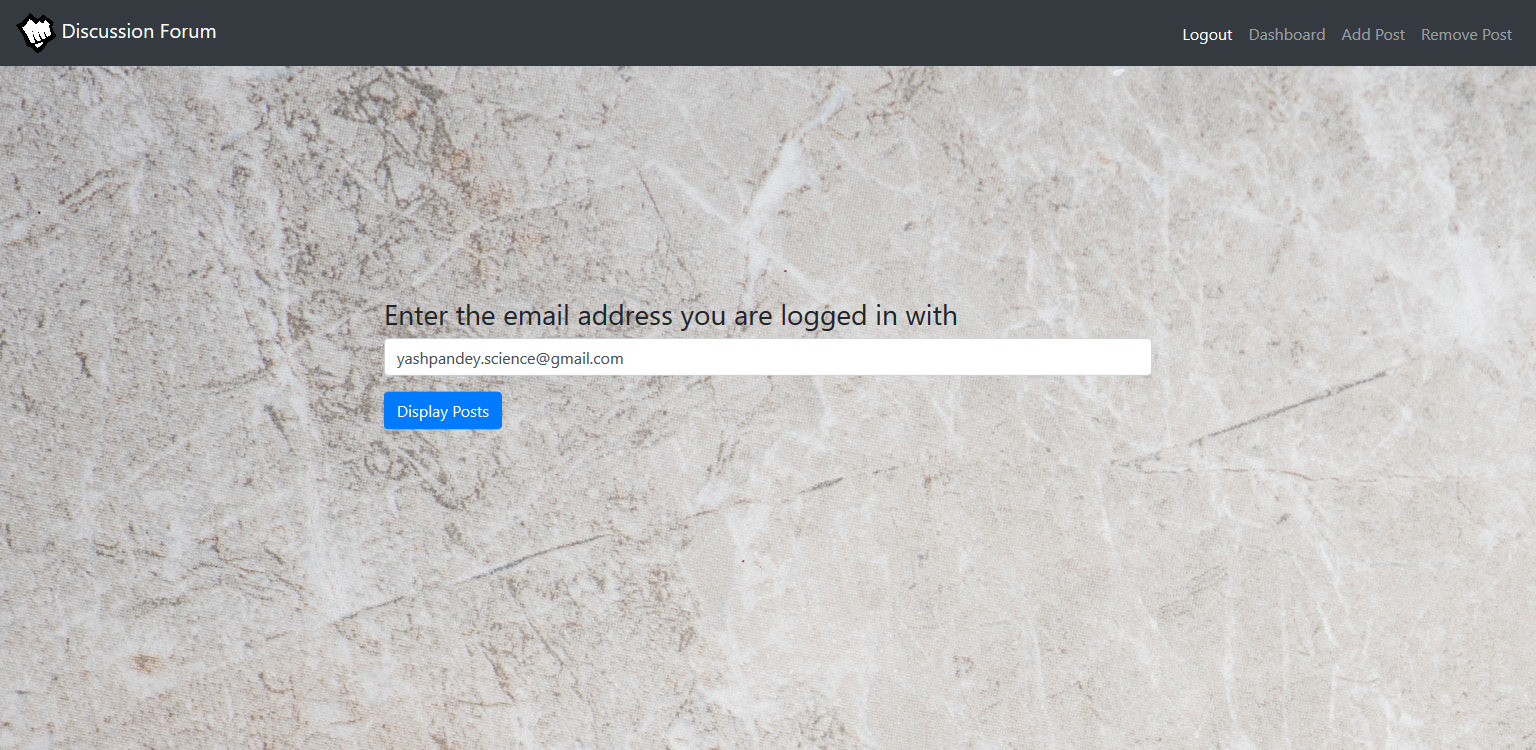 Discussion Forum
Logout Dashboard Add Post Remove Post
Enter the email address you are logged in with
yashpandey.science@gmail.com
Display Posts